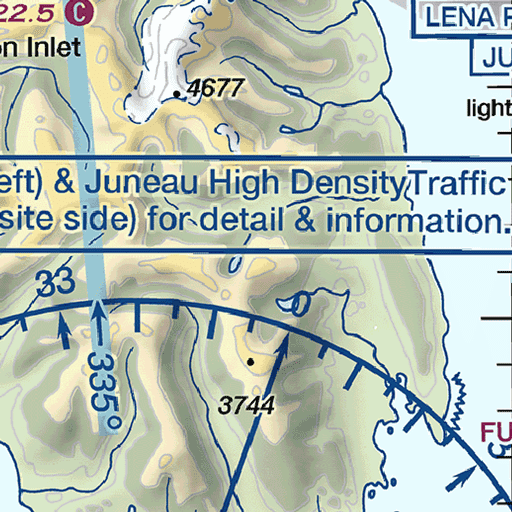 22.5 C
LENA
on Inlet
JU
4677
light
eft) & Juneau High Density Traffic
site side) for detail & information.
33
335°
3744
FU